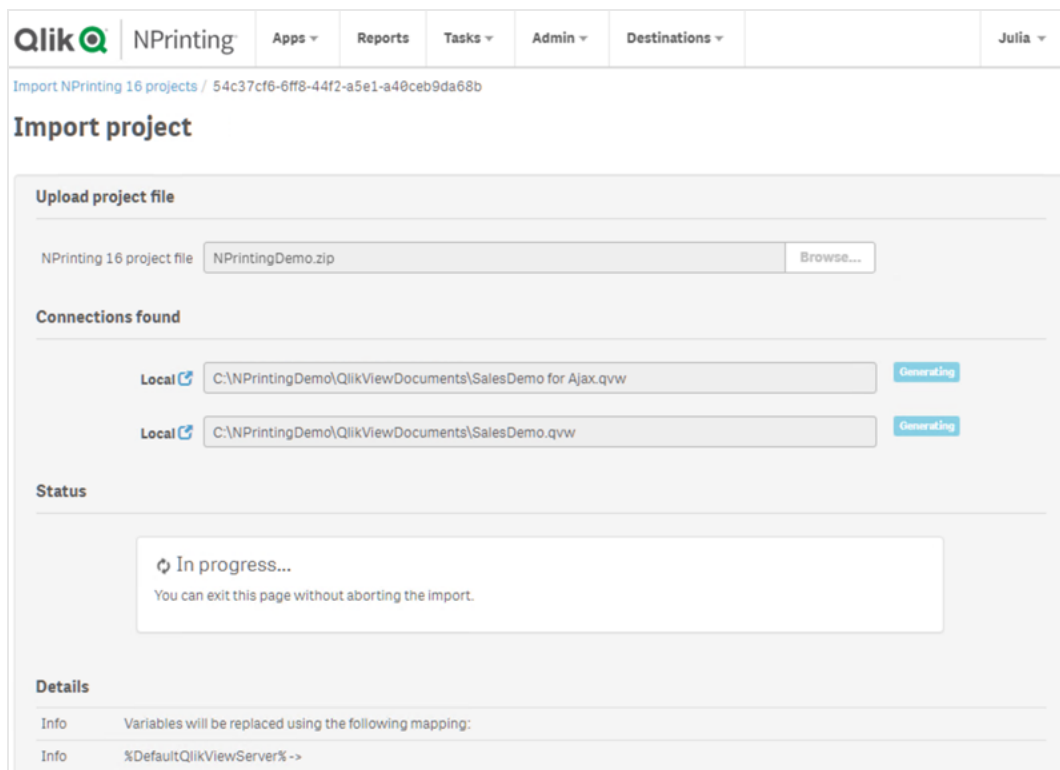 Qlik NPrinting Apps Reports Tasks Admin Destinations Julia
Import NPrinting 16 projects / 54c37cf6-6ff8-44f2-a5e1-a40ceb9da68b
Import project
Upload project file
NPrinting 16 project file NPrintingDemo.zip Browse...
Connections found
Local C:\NPrintingDemo\QlikViewDocuments\SalesDemo for Ajax.qvw Generating
Local C:\NPrintingDemo\QlikViewDocuments\SalesDemo.qvw Generating
Status
In progress...
You can exit this page without aborting the import.
Details
Info Variables will be replaced using the following mapping:
Info %DefaultQlikViewServer% ->